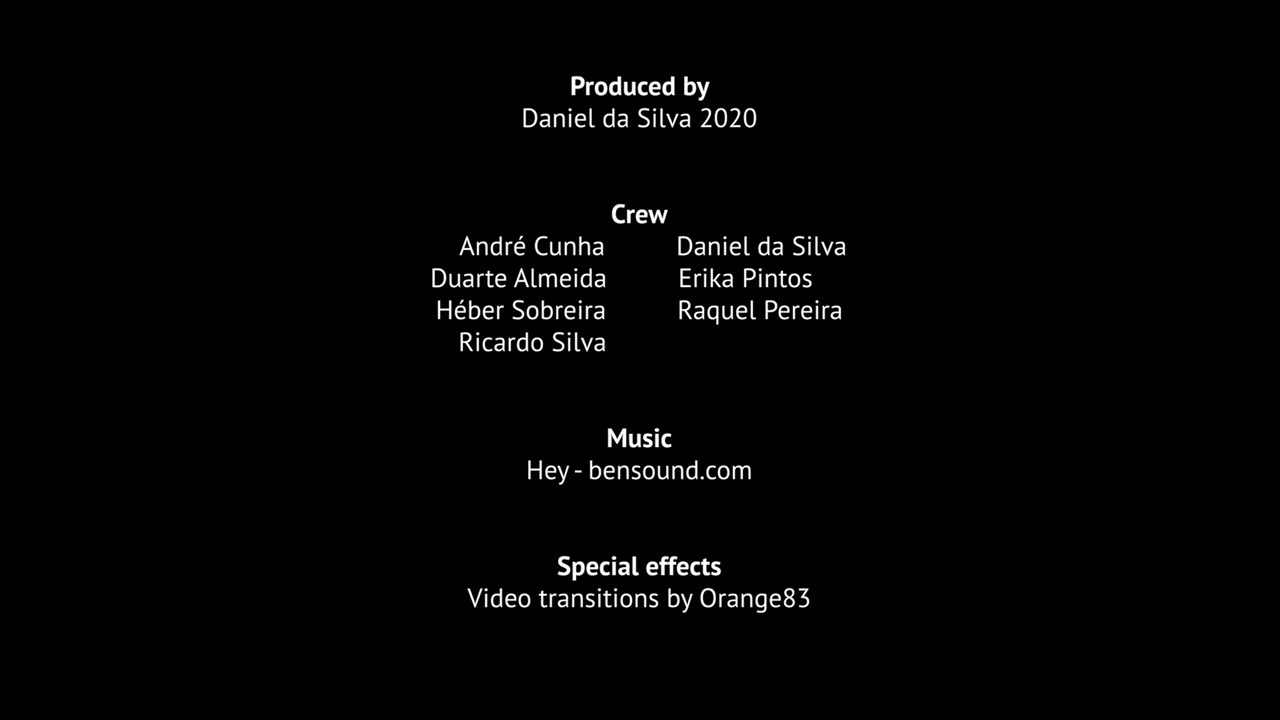 Produced by
Daniel da Silva 2020
Crew
André Cunha Daniel da Silva
Duarte Almeida Erika Pintos
Héber Sobreira Raquel Pereira
Ricardo Silva
Music
Hey - bensound.com
Special effects
Video transitions by Orange83